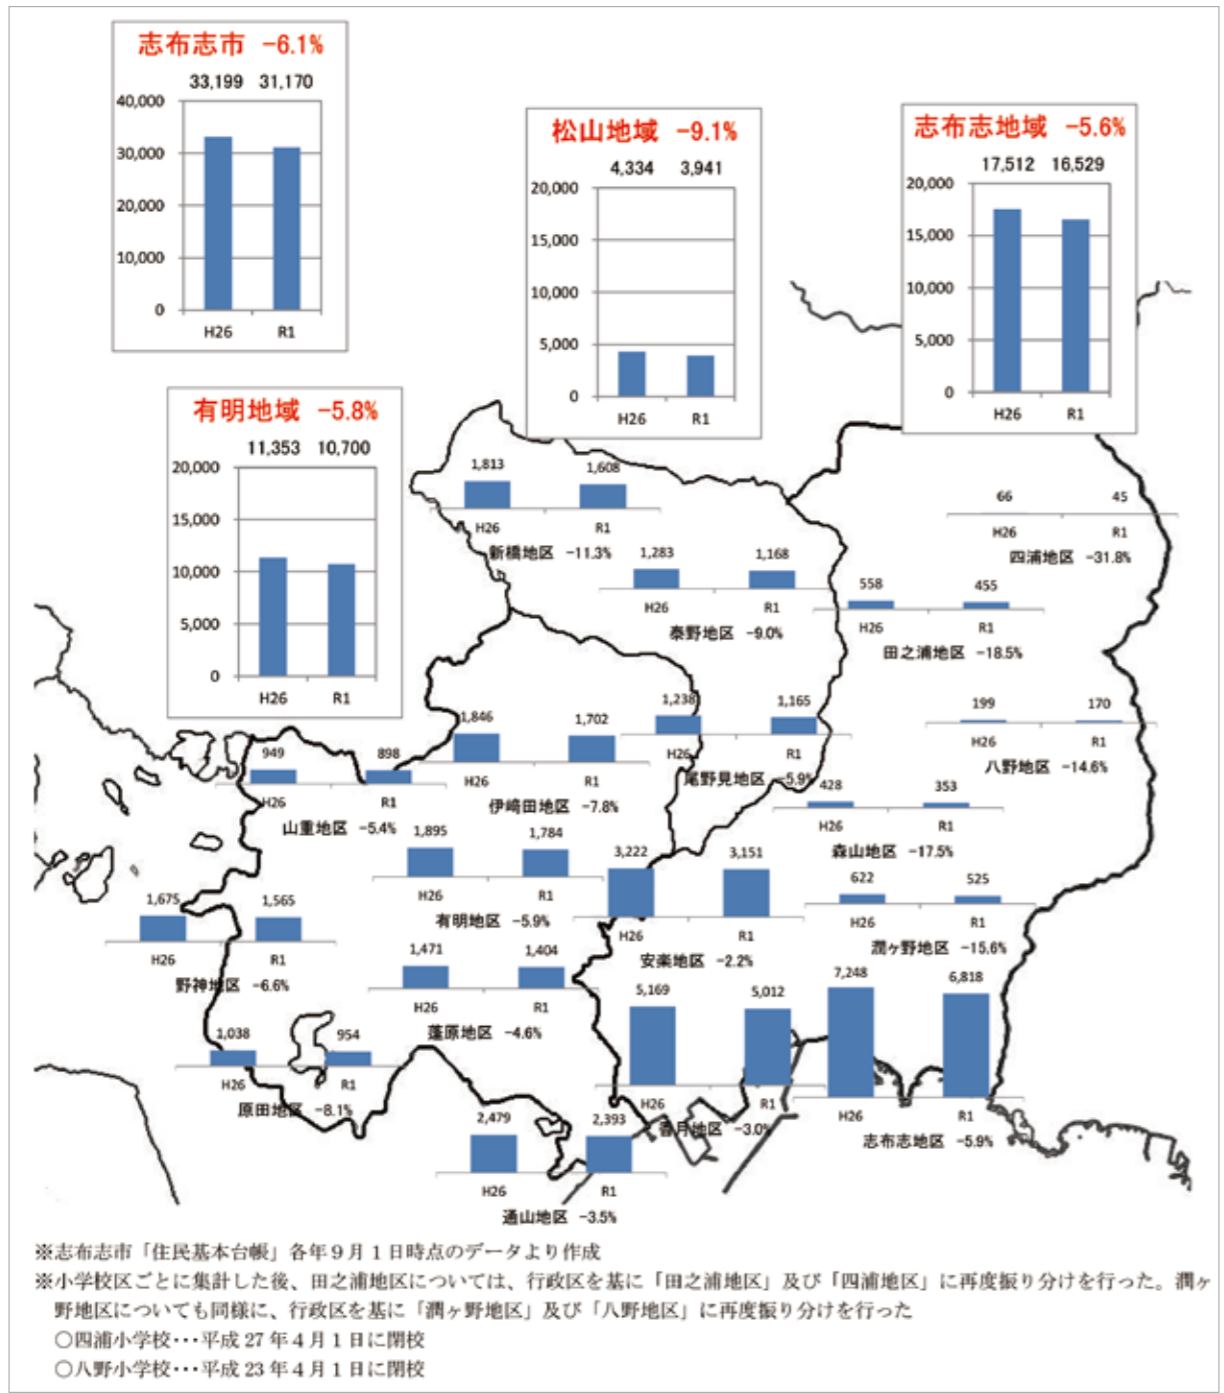 志布志市 -6.1%
33,199 31,170
40,000
30,000
20,000
10,000
0
H26 R1
松山地域 -9.1%
4,334 3,941
20,000
15,000
10,000
5,000
0
H26 R1
志布志地域 -5.6%
17,512 16,529
20,000
15,000
10,000
5,000
0
H26 R1
有明地域 -5.8%
11,353 10,700
20,000
15,000
10,000
5,000
0
H26 R1
1,813 1,608
H26 R1
新橋地区 -11.3%
66 45
H26 R1
四浦地区 -31.8%
1,283 1,168
H26 R1
泰野地区 -9.0%
558 455
H26 R1
田之浦地区 -18.5%
1,238 1,165
H26 R1
尾野見地区 -5.9%
199 170
H26 R1
八野地区 -14.6%
1,846 1,702
H26 R1
伊﨑田地区 -7.8%
949 898
H26 R1
山重地区 -5.4%
428 353
H26 R1
森山地区 -17.5%
1,895 1,784
H26 R1
有明地区 -5.9%
3,222 3,151
H26 R1
安楽地区 -2.2%
622 525
H26 R1
潤ヶ野地区 -15.6%
1,675 1,565
H26 R1
野神地区 -6.6%
1,471 1,404
H26 R1
蓬原地区 -4.6%
5,169 5,012
H26 R1
香月地区 -3.0%
7,248 6,818
H26 R1
志布志地区 -5.9%
1,038 954
H26 R1
原田地区 -8.1%
2,479 2,393
H26 R1
通山地区 -3.5%
※志布志市「住民基本台帳」各年９月１日時点のデータより作成
※小学校区ごとに集計した後、田之浦地区については、行政区を基に「田之浦地区」及び「四浦地区」に再度振り分けを行った。潤ヶ
野地区についても同様に、行政区を基に「潤ヶ野地区」及び「八野地区」に再度振り分けを行った
○四浦小学校･･･平成 27 年４月１日に閉校
○八野小学校･･･平成 23 年４月１日に閉校